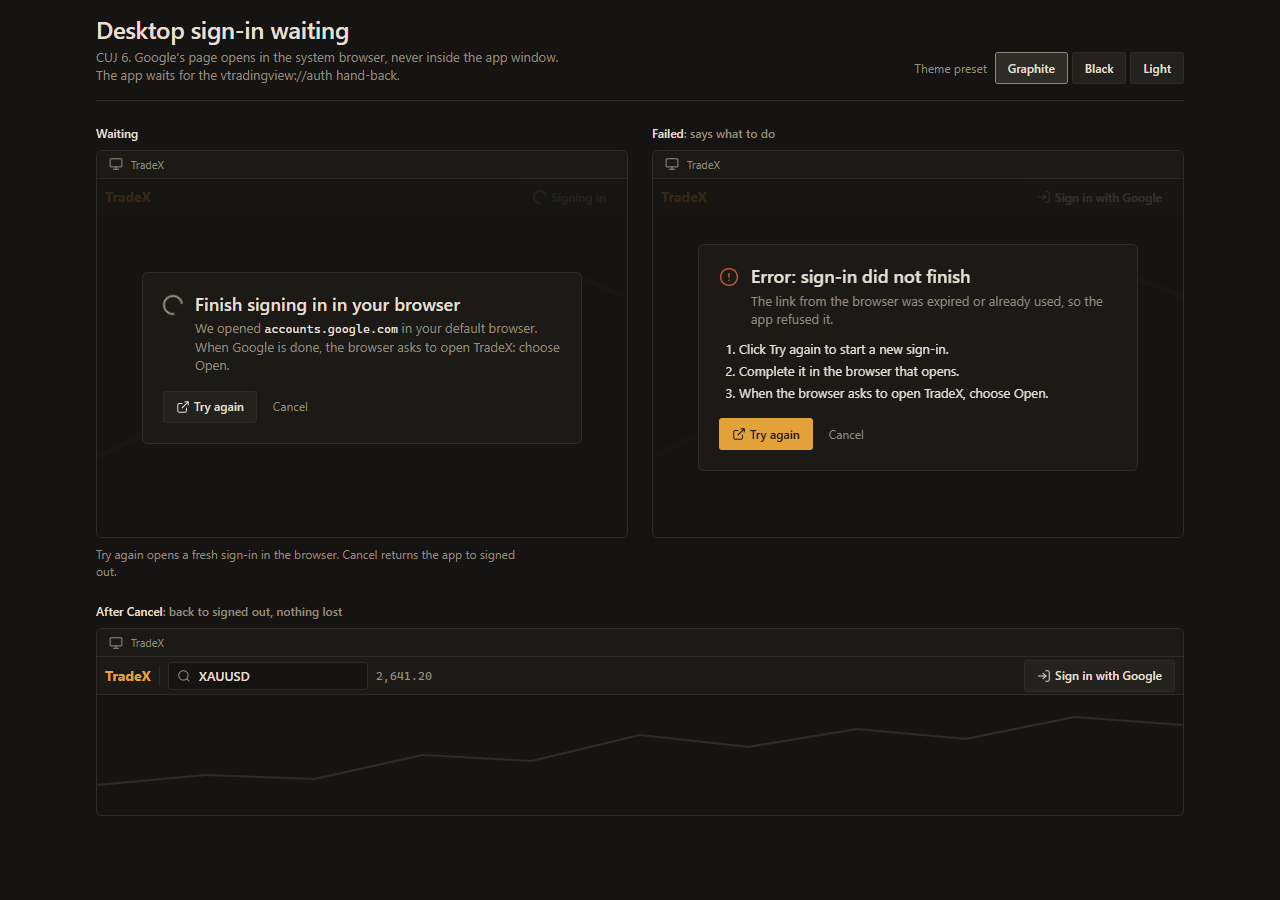 Desktop sign-in waiting
CUJ 6. Google's page opens in the system browser, never inside the app window.
The app waits for the vtradingview://auth hand-back.
Theme preset
Graphite
Black
Light
Waiting
TradeX
TradeX
Signing in
Finish signing in in your browser
We opened accounts.google.com in your default browser.
When Google is done, the browser asks to open TradeX: choose
Open.
Try again
Cancel
Try again opens a fresh sign-in in the browser. Cancel returns the app to signed
out.
Failed: says what to do
TradeX
TradeX
Sign in with Google
Error: sign-in did not finish
The link from the browser was expired or already used, so the
app refused it.
1. Click Try again to start a new sign-in.
2. Complete it in the browser that opens.
3. When the browser asks to open TradeX, choose Open.
Try again
Cancel
After Cancel: back to signed out, nothing lost
TradeX
TradeX
XAUUSD
2,641.20
Sign in with Google